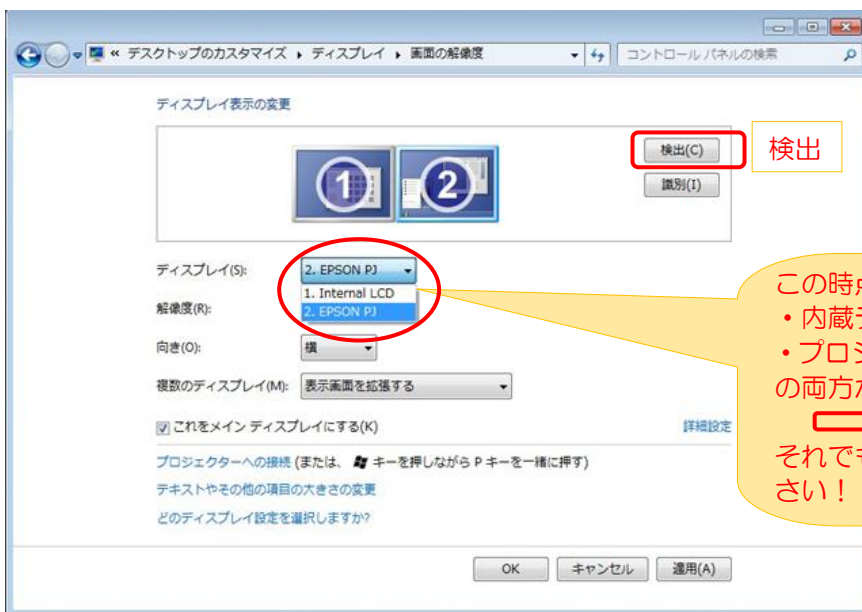 « デスクトップのカスタマイズ ▸ ディスプレイ ▸ 画面の解像度
コントロール パネルの検索
ディスプレイ表示の変更
1
2
検出(C)
検出
識別(I)
ディスプレイ(S):
2. EPSON PJ
1. Internal LCD
2. EPSON PJ
解像度(R):
向き(O):
横
複数のディスプレイ(M):
表示画面を拡張する
これをメイン ディスプレイにする(K)
詳細設定
プロジェクターへの接続 (または、 キーを押しながら P キーを一緒に押す)
テキストやその他の項目の大きさの変更
どのディスプレイ設定を選択しますか?
OK
キャンセル
適用(A)
この時
・内蔵
・プロジ
の両方
それで
さい！